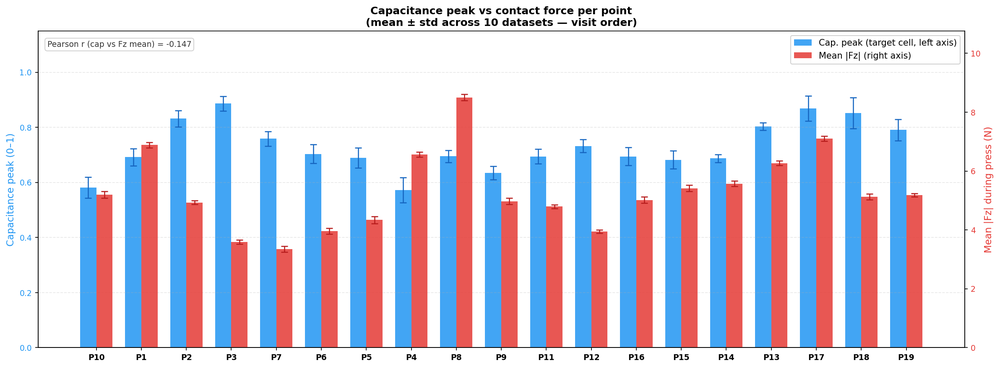 Capacitance peak vs contact force per point
(mean ± std across 10 datasets — visit order)
Pearson r (cap vs Fz mean) = -0.147
Cap. peak (target cell, left axis)
Mean |Fz| (right axis)
Capacitance peak (0–1)
1.0
0.8
0.6
0.4
0.2
0.0
Mean |Fz| during press (N)
10
8
6
4
2
0
P10 P1 P2 P3 P7 P6 P5 P4 P8 P9 P11 P12 P16 P15 P14 P13 P17 P18 P19